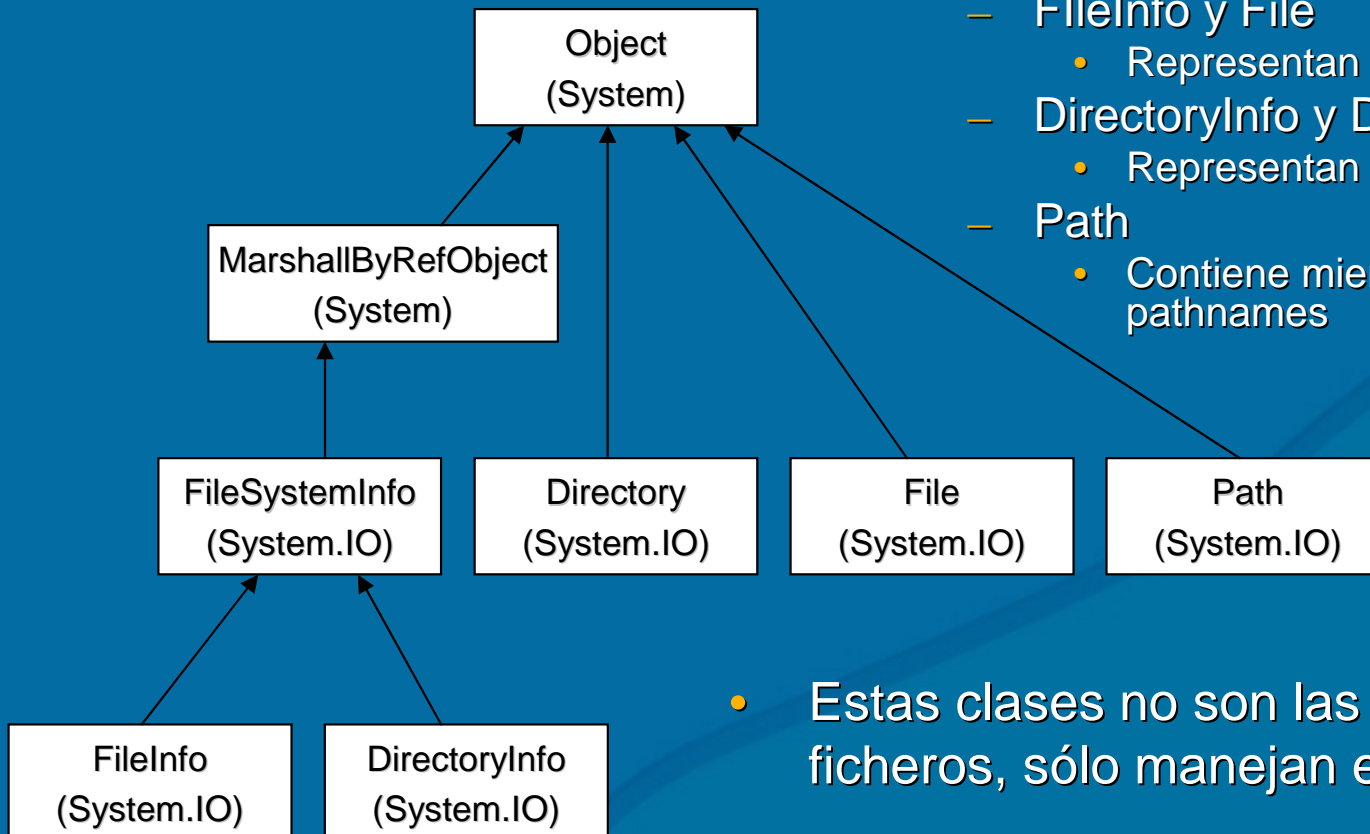 – FIleInfo y File
• Representan
– DirectoryInfo y D
• Representan
– Path
• Contiene mie
pathnames
Object
(System)
MarshallByRefObject
(System)
FileSystemInfo
(System.IO)
Directory
(System.IO)
File
(System.IO)
Path
(System.IO)
FileInfo
(System.IO)
DirectoryInfo
(System.IO)
• Estas clases no son las
ficheros, sólo manejan e